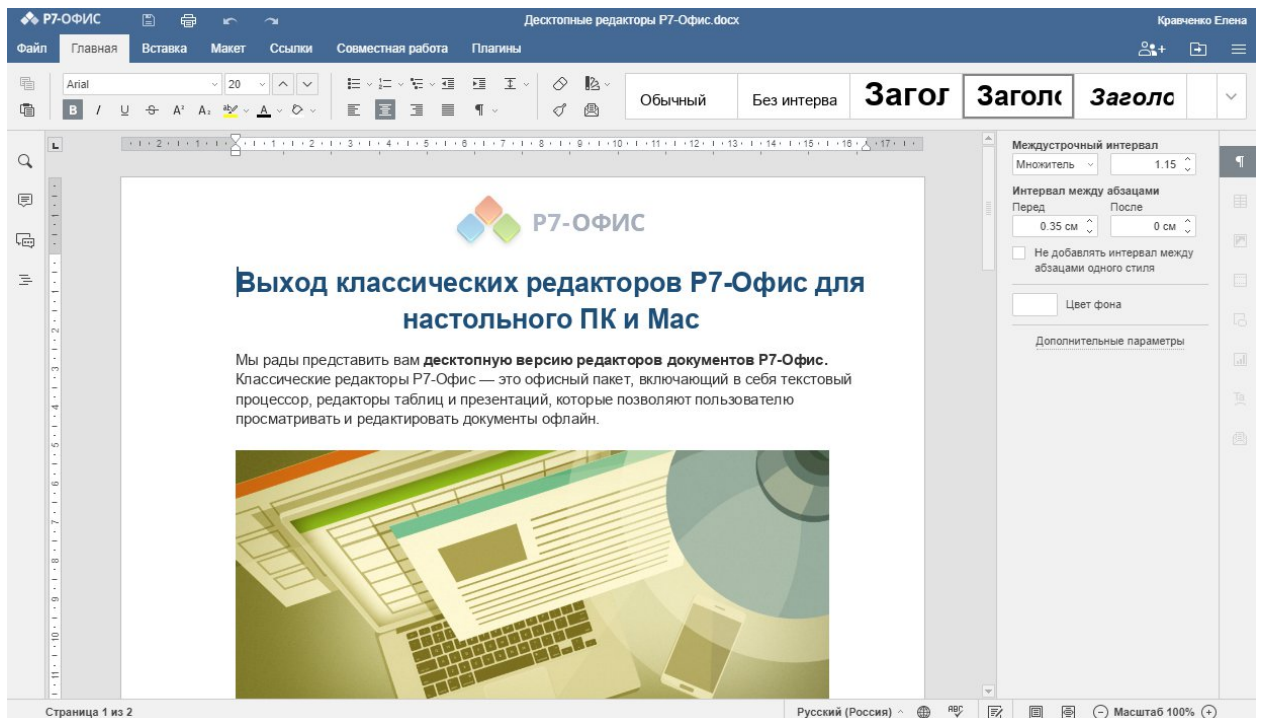 Р7-ОФИС
Десктопные редакторы Р7-Офис.docx
Кравченко Елена
Файл Главная Вставка Макет Ссылки Совместная работа Плагины
Arial 20
Обычный Без интерва Загол Заголо Заголо
Междустрочный интервал
Множитель 1.15
Интервал между абзацами
Перед После
0.35 см 0 см
Не добавлять интервал между
абзацами одного стиля
Цвет фона
Дополнительные параметры
Р7-ОФИС
Выход классических редакторов Р7-Офис для
настольного ПК и Мас
Мы рады представить вам десктопную версию редакторов документов Р7-Офис.
Классические редакторы Р7-Офис — это офисный пакет, включающий в себя текстовый
процессор, редакторы таблиц и презентаций, которые позволяют пользователю
просматривать и редактировать документы офлайн.
Страница 1 из 2
Русский (Россия)
Масштаб 100%